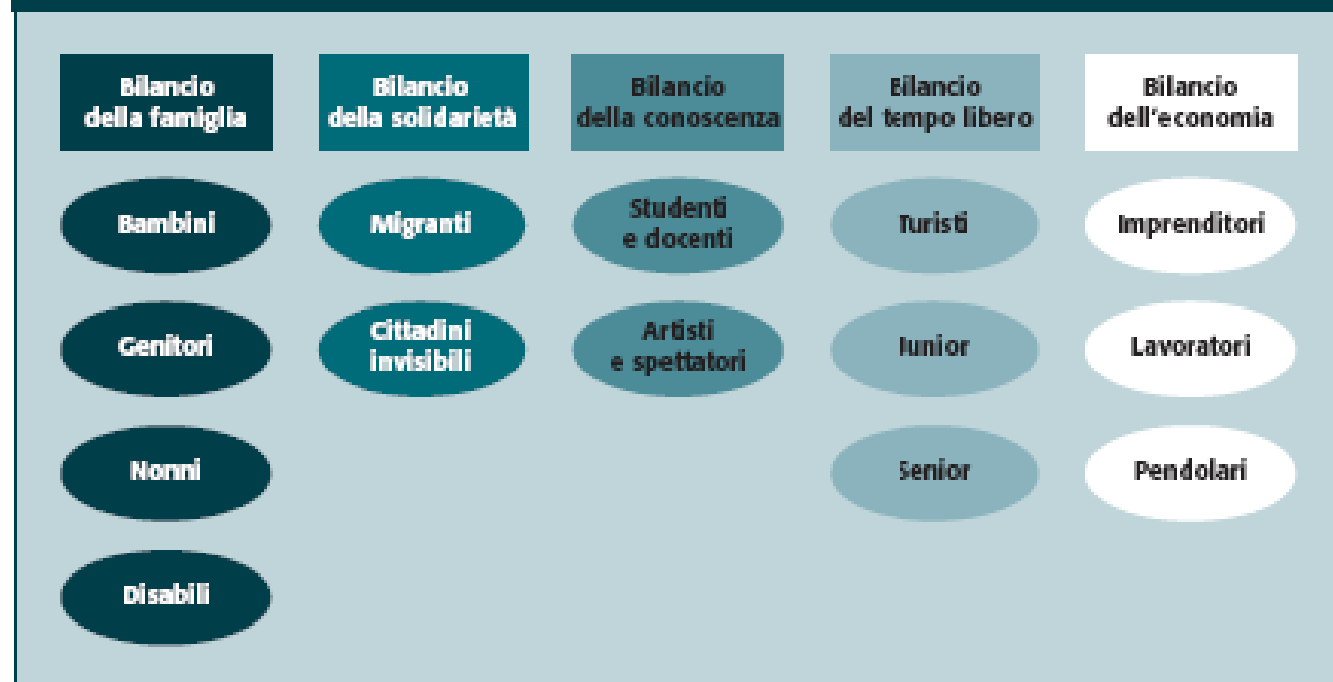 Bilancio
della famiglia
Bilancio
della solidarietà
Bilancio
della conoscenza
Bilancio
del tempo libero
Bilancio
dell'economia
Bambini
Migranti
Studenti
e docenti
Turisti
Imprenditori
Genitori
Cittadini
invisibili
Artisti
e spettatori
Iunior
Lavoratori
Nonni
Senior
Pendolari
Disabili